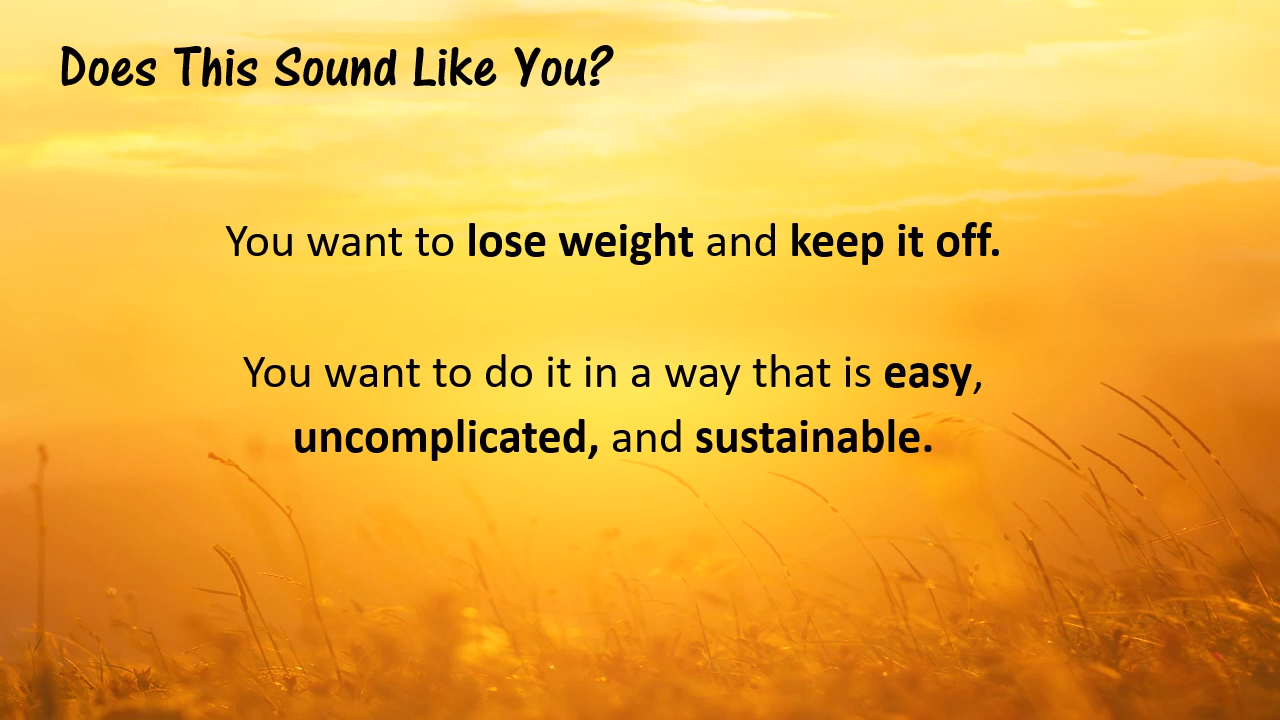 Does This Sound Like You?
You want to lose weight and keep it off.
You want to do it in a way that is easy,
uncomplicated, and sustainable.